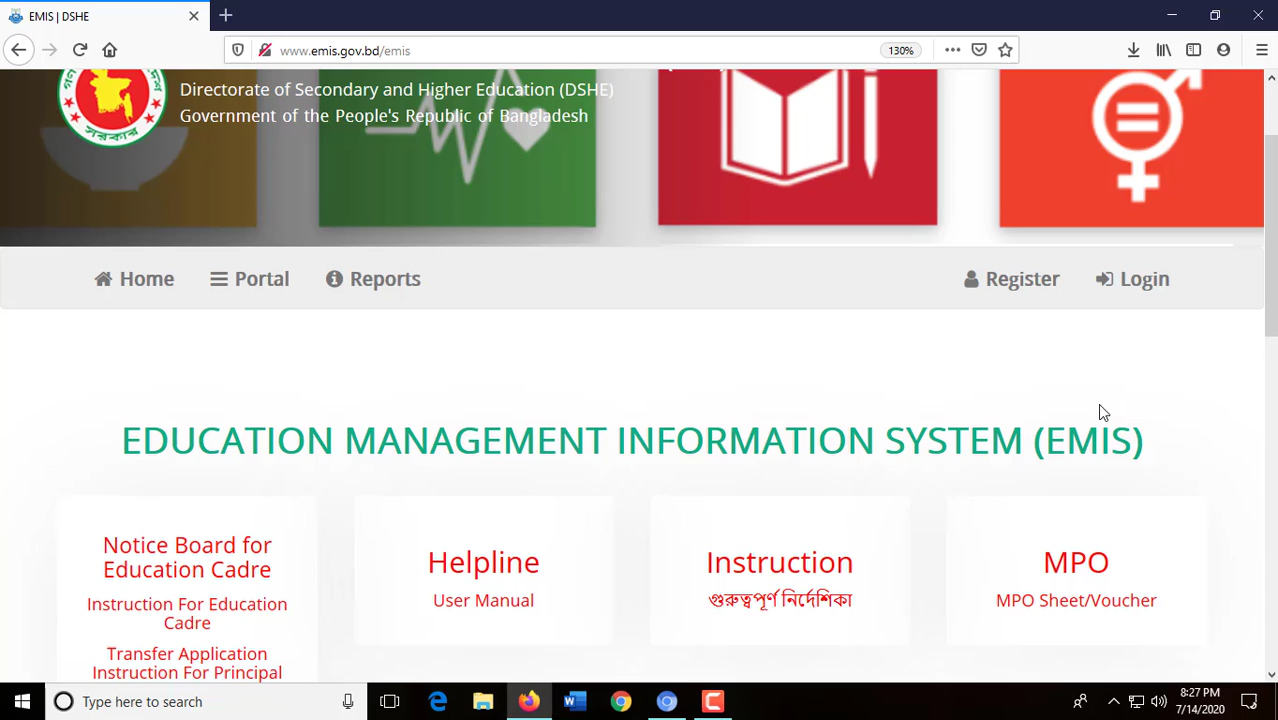 EMIS | DSHE
www.emis.gov.bd/emis
130%
Directorate of Secondary and Higher Education (DSHE)
Government of the People's Republic of Bangladesh
Home Portal Reports Register Login
EDUCATION MANAGEMENT INFORMATION SYSTEM (EMIS)
Notice Board for
Education Cadre
Instruction For Education
Cadre
Transfer Application
Instruction For Principal
Helpline
User Manual
Instruction
গুরুত্বপূর্ণ নির্দেশিকা
MPO
MPO Sheet/Voucher
Type here to search
8:27 PM
7/14/2020